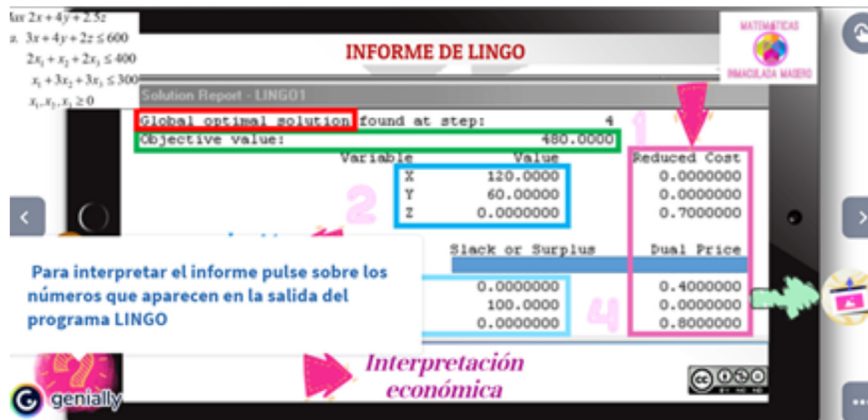 Max 2x + 4y + 2.5z
3x + 4y + 2z ≤ 600
2x₁ + x₂ + 2x₃ ≤ 400
x₁ + 3x₂ + 3x₃ ≤ 300
x₁, x₂, x₃ ≥ 0
INFORME DE LINGO
MATEMÁTICAS
INMACULADA MASERO
Solution Report - LINGO1
Global optimal solution found at step: 4
Objective value: 480.0000
1
Variable Value Reduced Cost
X 120.0000 0.0000000
Y 60.00000 0.0000000
Z 0.0000000 0.7000000
2
Slack or Surplus Dual Price
0.0000000 0.4000000
100.0000 0.0000000
0.0000000 0.8000000
4
Para interpretar el informe pulse sobre los
números que aparecen en la salida del
programa LINGO
Interpretación
económica
genially